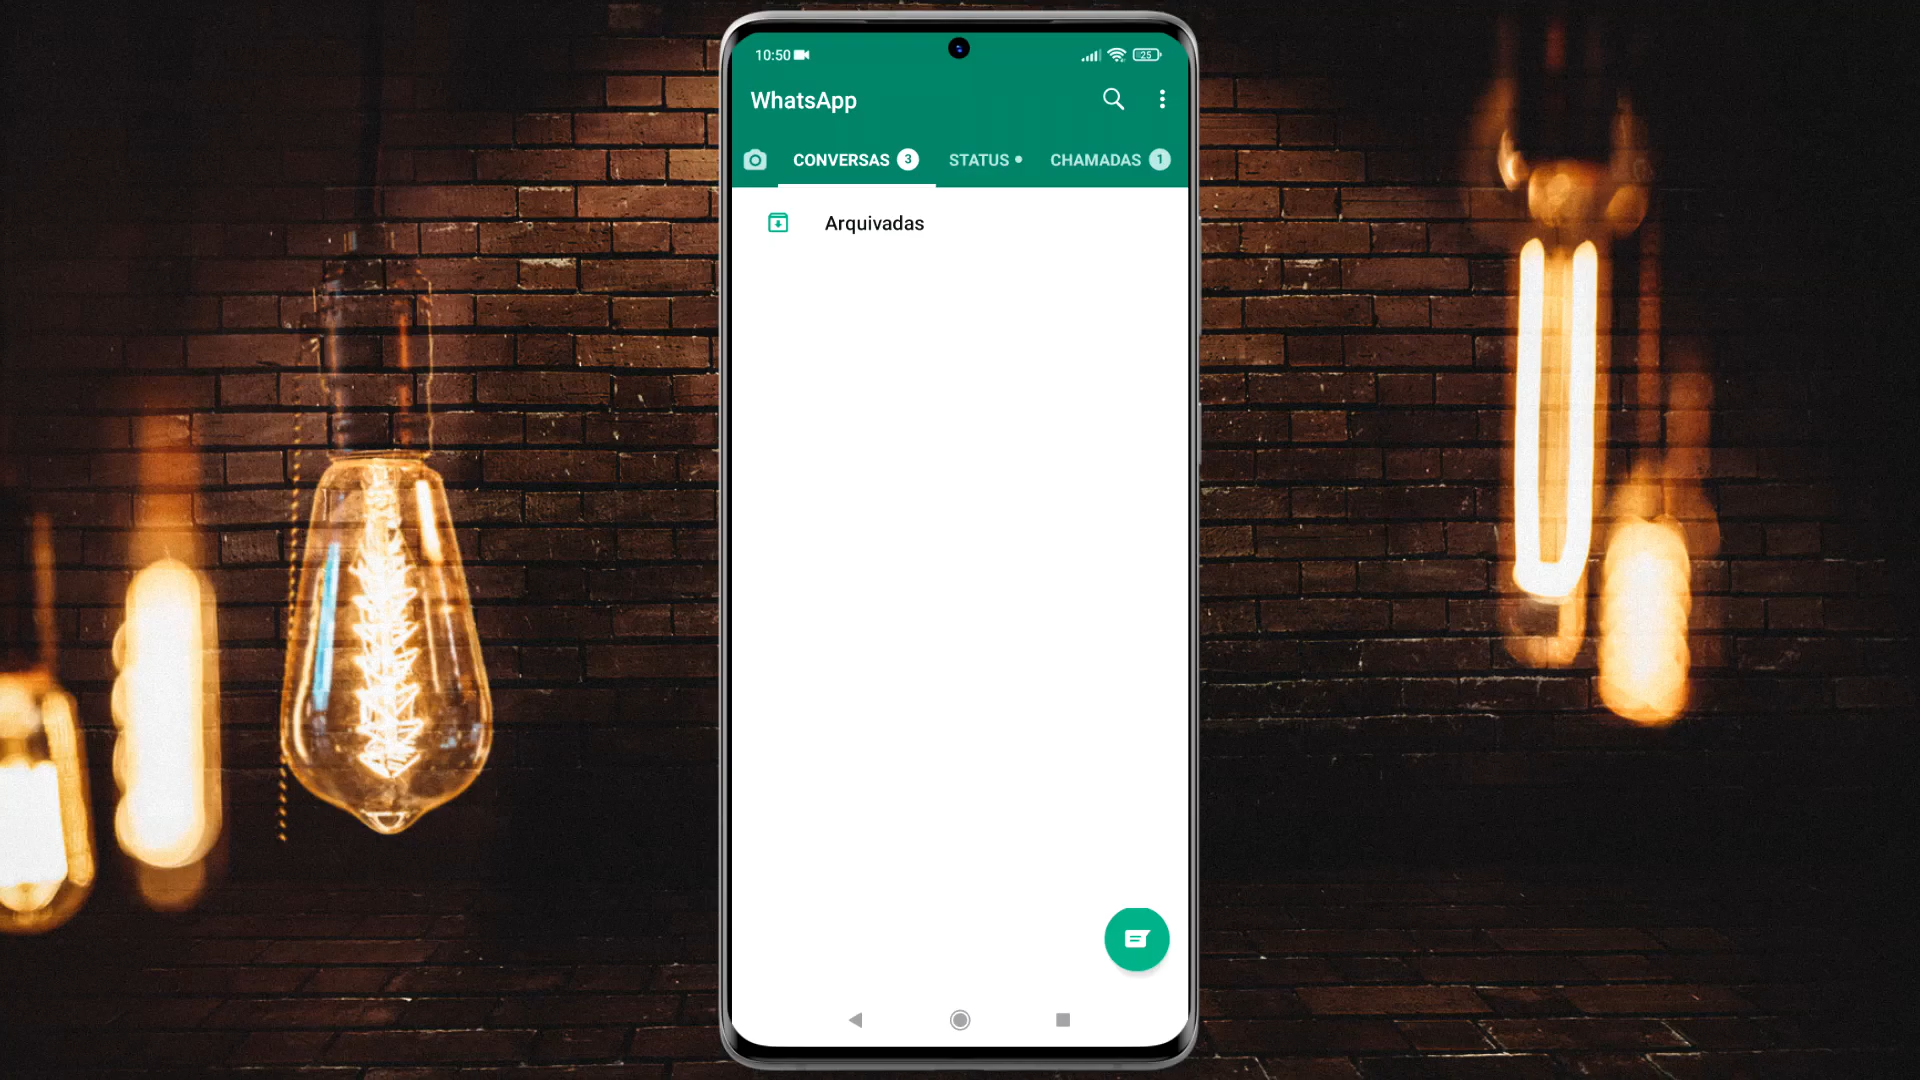 10:50
25
WhatsApp
CONVERSAS 3
STATUS •
CHAMADAS 1
Arquivadas